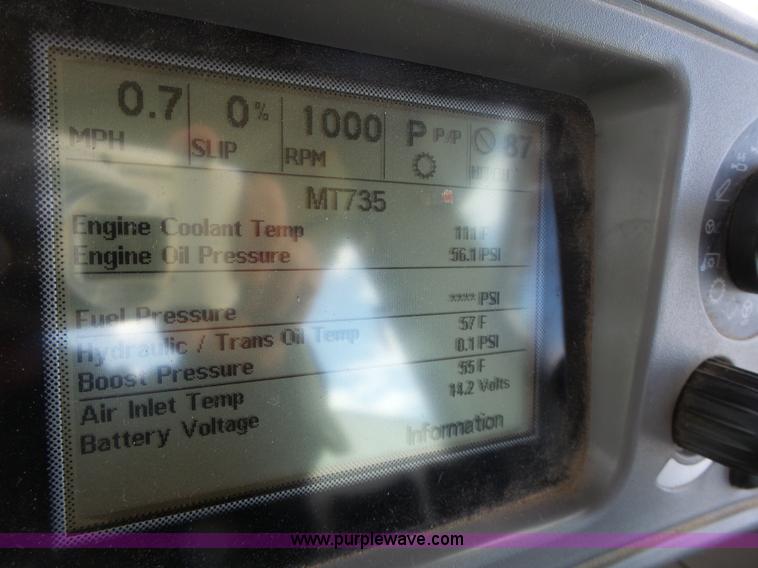 0.7 0% 1000 P P/P 87
MPH SLIP RPM
MT735
Engine Coolant Temp 111 F
Engine Oil Pressure 56.1 PSI
Fuel Pressure **** PSI
Hydraulic / Trans Oil Temp 57 F
Boost Pressure 0.1 PSI
Air Inlet Temp 55 F
Battery Voltage 14.2 Volts
Information
www.purplewave.com